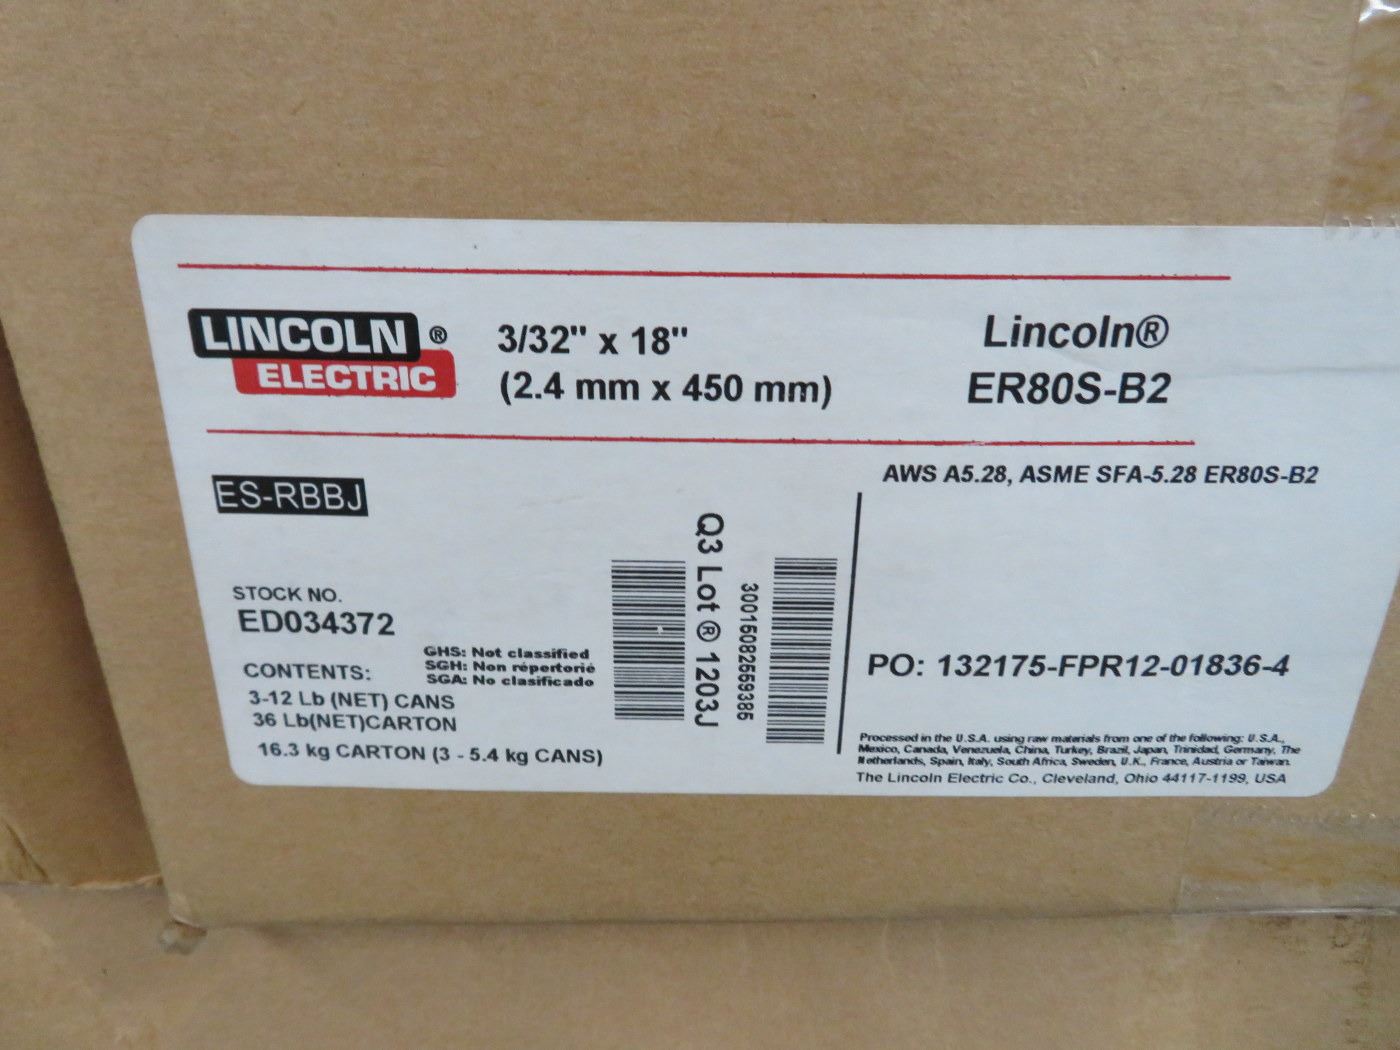 LINCOLN ®
ELECTRIC
3/32" x 18"
(2.4 mm x 450 mm)
Lincoln®
ER80S-B2
AWS A5.28, ASME SFA-5.28 ER80S-B2
ES-RBBJ
STOCK NO.
ED034372
GHS: Not classified
SGH: Non répertorié
SGA: No clasificado
CONTENTS:
3-12 Lb (NET) CANS
36 Lb(NET)CARTON
16.3 kg CARTON (3 - 5.4 kg CANS)
Q3 Lot ® 1203J
30015082559385
PO: 132175-FPR12-01836-4
Processed in the U.S.A. using raw materials from one of the following: U.S.A.,
Mexico, Canada, Venezuela, China, Turkey, Brazil, Japan, Trinidad, Germany, The
Netherlands, Spain, Italy, South Africa, Sweden, U.K., France, Austria or Taiwan.
The Lincoln Electric Co., Cleveland, Ohio 44117-1199, USA